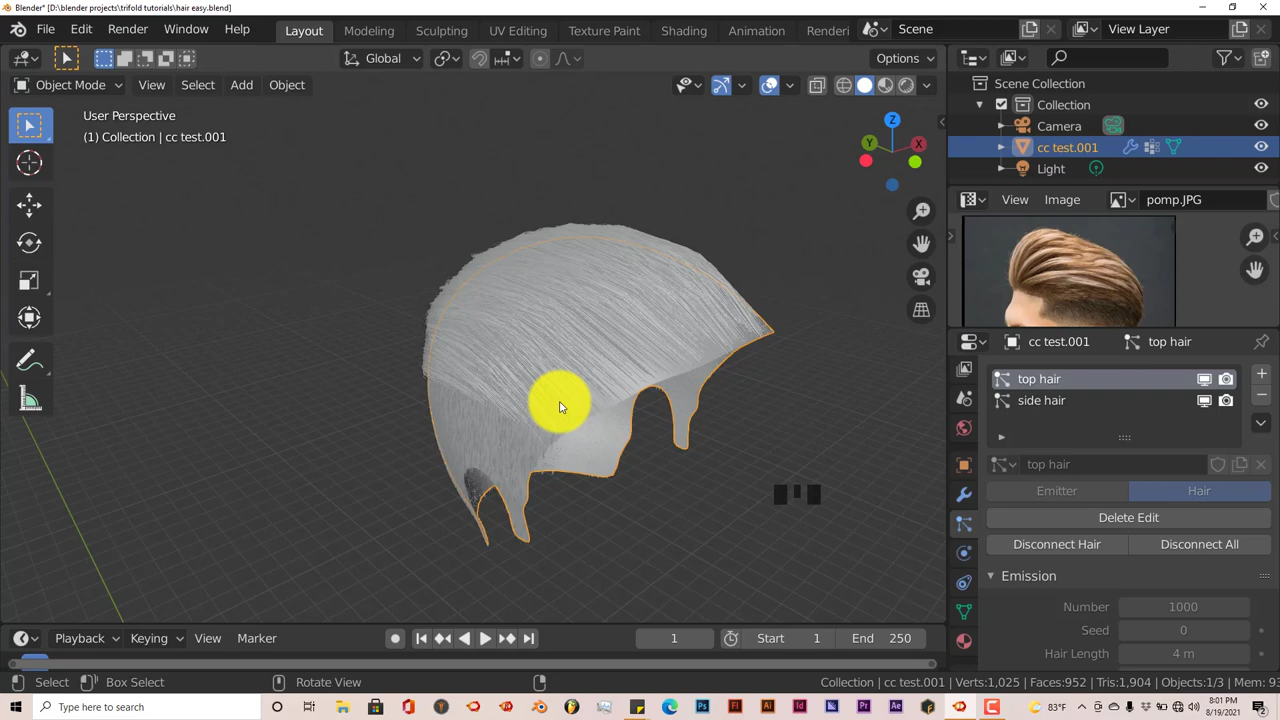 Blender* [D:\blender projects\trifold tutorials\hair easy.blend]
File Edit Render Window Help Layout Modeling Sculpting UV Editing Texture Paint Shading Animation Renderi Scene View Layer
Global Options
Object Mode View Select Add Object
User Perspective
(1) Collection | cc test.001
Z
Y
X
Scene Collection
Collection
Camera
cc test.001
Light
View Image pomp.JPG
cc test.001 top hair
top hair
side hair
top hair
Emitter Hair
Delete Edit
Disconnect Hair Disconnect All
Emission
Number 1000
Seed 0
Hair Length 4 m
Playback Keying View Marker 1 Start 1 End 250
Select Box Select Rotate View Collection | cc test.001 | Verts:1,025 | Faces:952 | Tris:1,904 | Objects:1/3 | Mem: 93
Type here to search 83°F 8:01 PM
8/19/2021